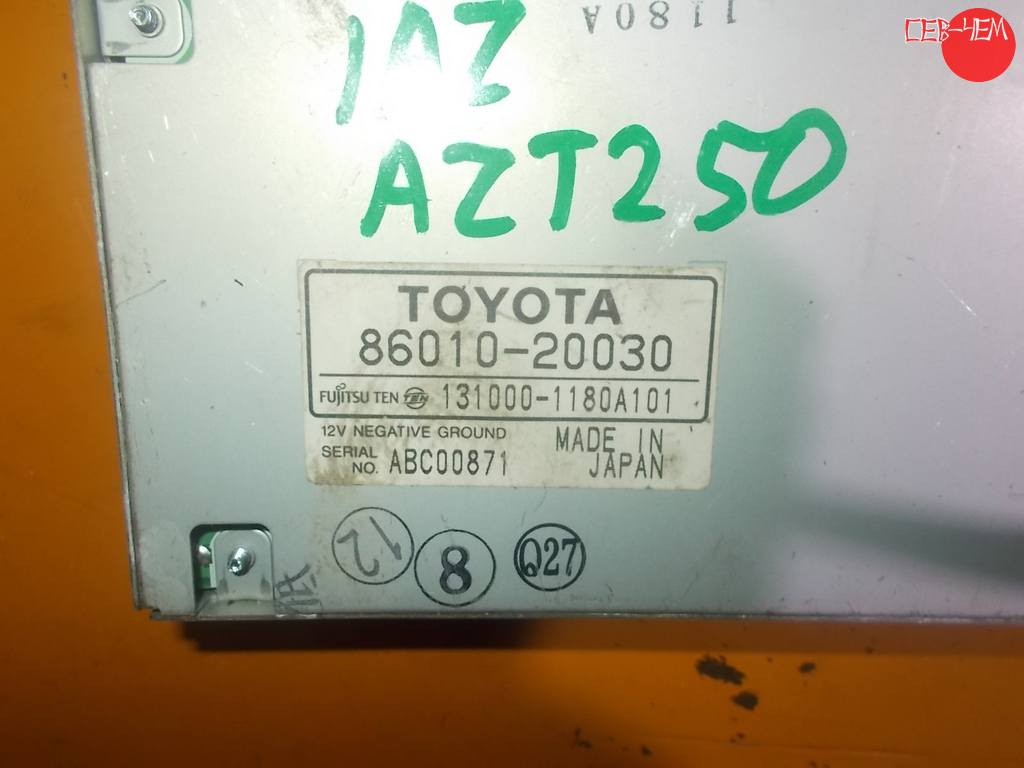 1180A
СЕВ-ЧЕМ
1AZ
AZT250
TOYOTA
86010-20030
FUJITSU TEN TEN 131000-1180A101
12V NEGATIVE GROUND
SERIAL NO. ABC00871
MADE IN JAPAN
12
8
Q27